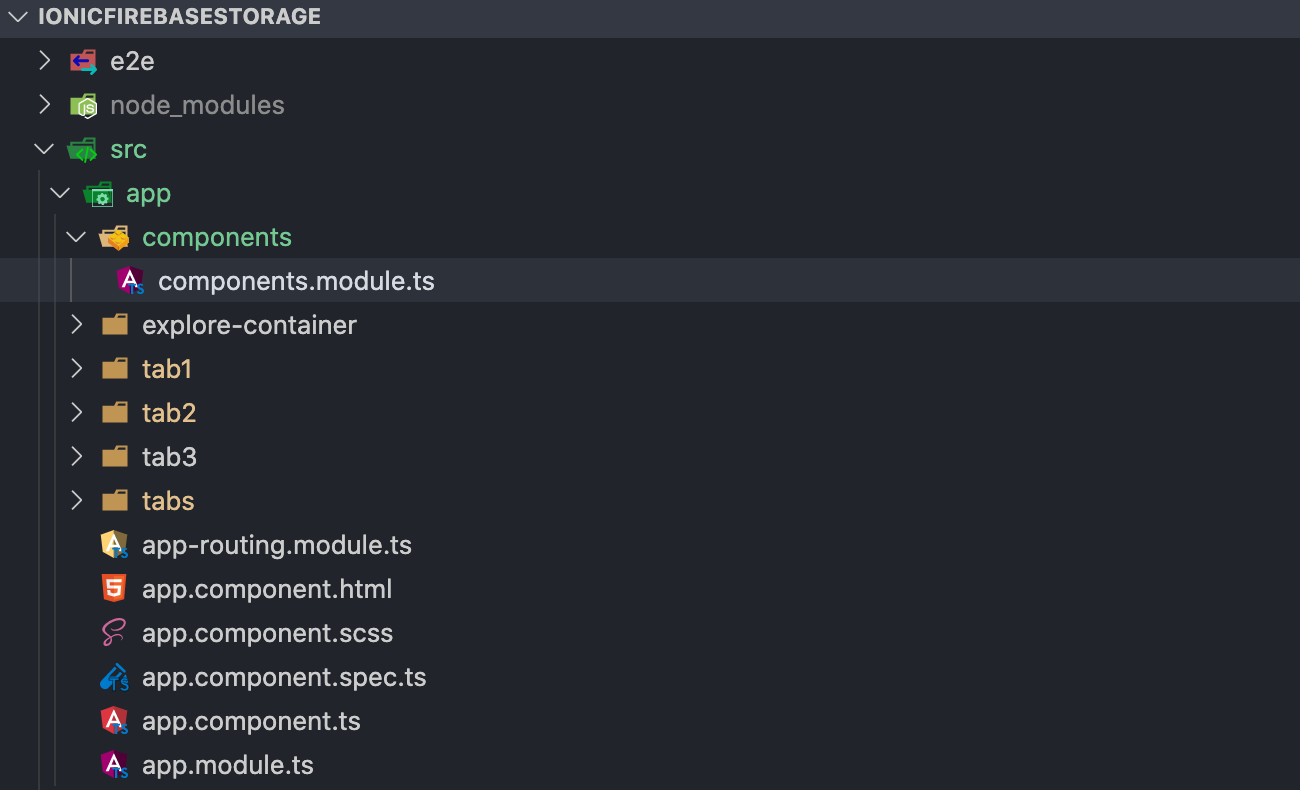 IONICFIREBASESTORAGE
e2e
node_modules
src
app
components
components.module.ts
explore-container
tab1
tab2
tab3
tabs
app-routing.module.ts
app.component.html
app.component.scss
app.component.spec.ts
app.component.ts
app.module.ts